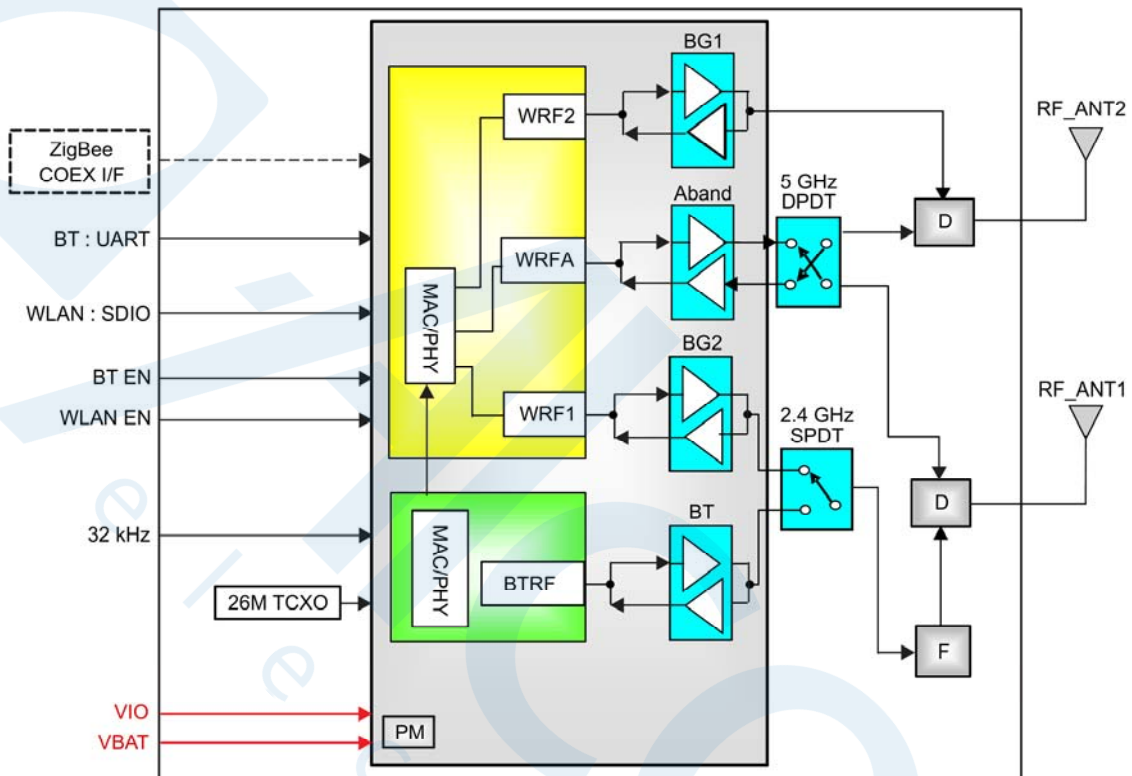 BG1
WRF2
RF_ANT2
ZigBee
COEX I/F
5 GHz
DPDT
Aband
D
BT : UART
WRFA
MAC/PHY
WLAN : SDIO
BG2
BT EN
RF_ANT1
WLAN EN
WRF1
2.4 GHz
SPDT
D
BT
32 kHz
MAC/PHY
BTRF
26M TCXO
F
VIO
PM
VBAT